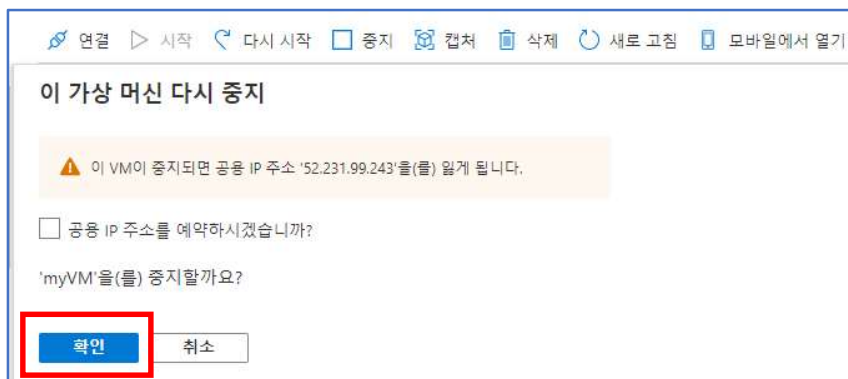 연결 시작 다시 시작 중지 캡처 삭제 새로 고침 모바일에서 열기
이 가상 머신 다시 중지
이 VM이 중지되면 공용 IP 주소 '52.231.99.243'을(를) 잃게 됩니다.
공용 IP 주소를 예약하시겠습니까?
'myVM'을(를) 중지할까요?
확인 취소